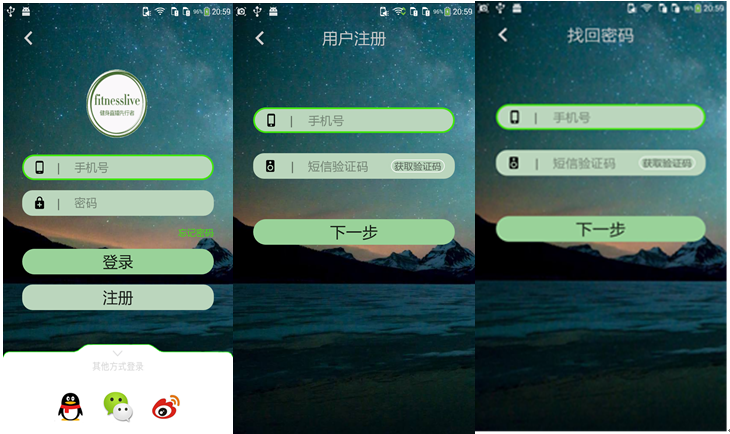 96% 20:59
fitnesslive
健身直播先行者
手机号
密码
忘记密码
登录
注册
其他方式登录
96% 20:59
用户注册
手机号
短信验证码 获取验证码
下一步
96% 20:59
找回密码
手机号
短信验证码 获取验证码
下一步